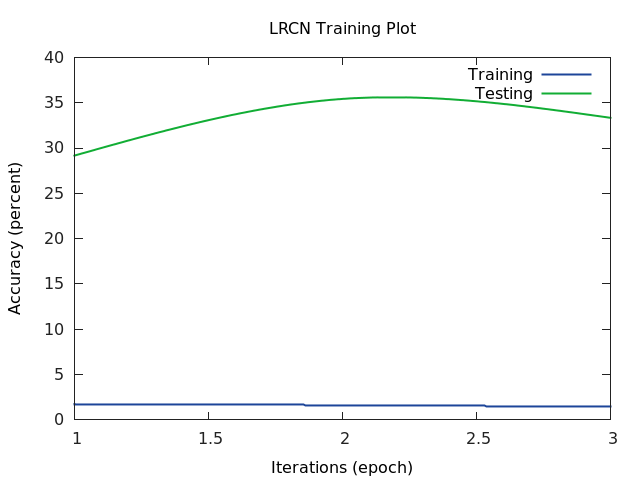 LRCN Training Plot
40
35
30
25
20
15
10
5
0
Accuracy (percent)
Training
Testing
1
1.5
2
2.5
3
Iterations (epoch)